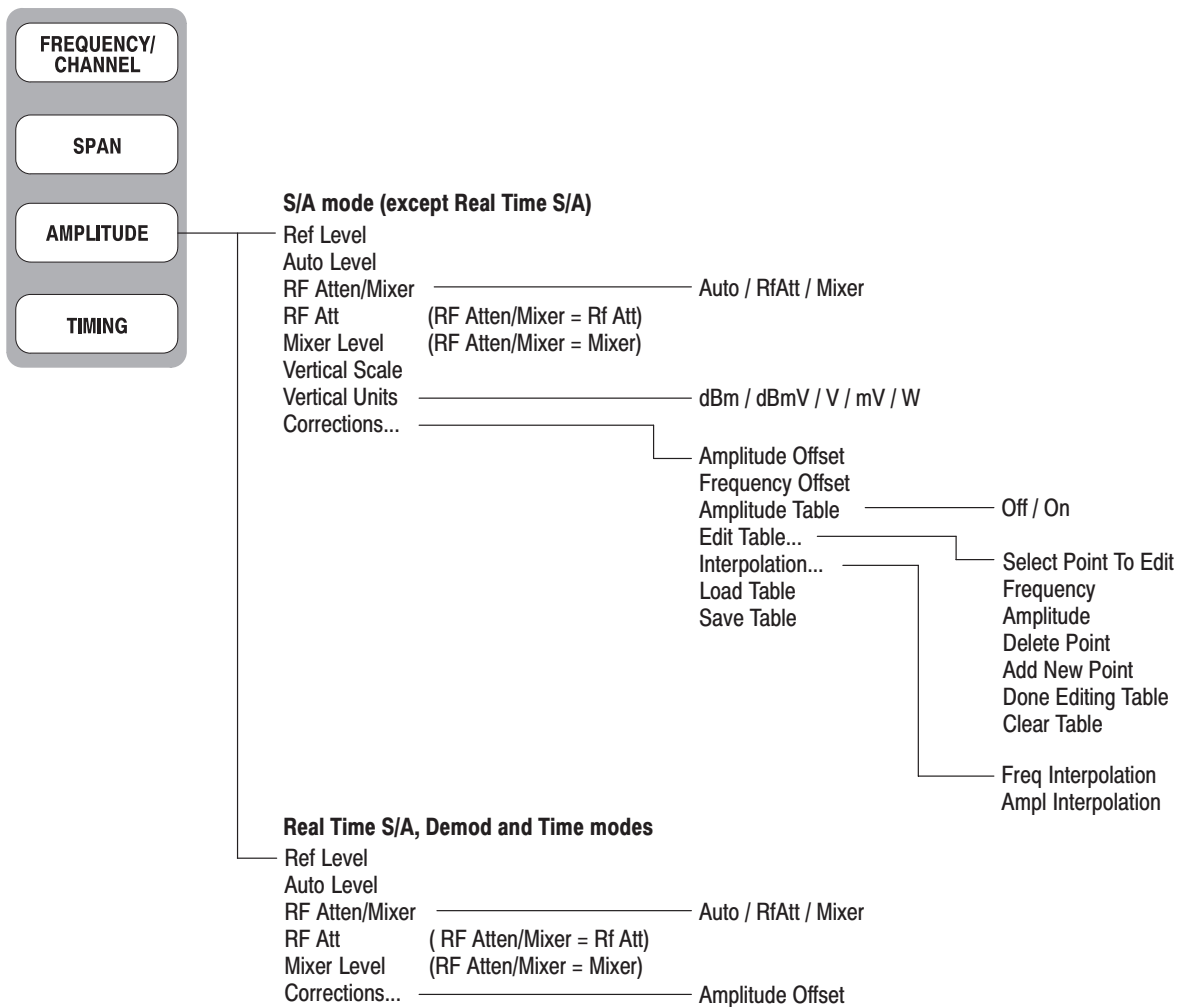 FREQUENCY/
CHANNEL
SPAN
AMPLITUDE
TIMING
S/A mode (except Real Time S/A)
Ref Level
Auto Level
RF Atten/Mixer Auto / RfAtt / Mixer
RF Att (RF Atten/Mixer = Rf Att)
Mixer Level (RF Atten/Mixer = Mixer)
Vertical Scale
Vertical Units dBm / dBmV / V / mV / W
Corrections...
Amplitude Offset
Frequency Offset
Amplitude Table Off / On
Edit Table...
Interpolation...
Load Table
Save Table
Select Point To Edit
Frequency
Amplitude
Delete Point
Add New Point
Done Editing Table
Clear Table
Freq Interpolation
Ampl Interpolation
Real Time S/A, Demod and Time modes
Ref Level
Auto Level
RF Atten/Mixer Auto / RfAtt / Mixer
RF Att ( RF Atten/Mixer = Rf Att)
Mixer Level (RF Atten/Mixer = Mixer)
Corrections... Amplitude Offset